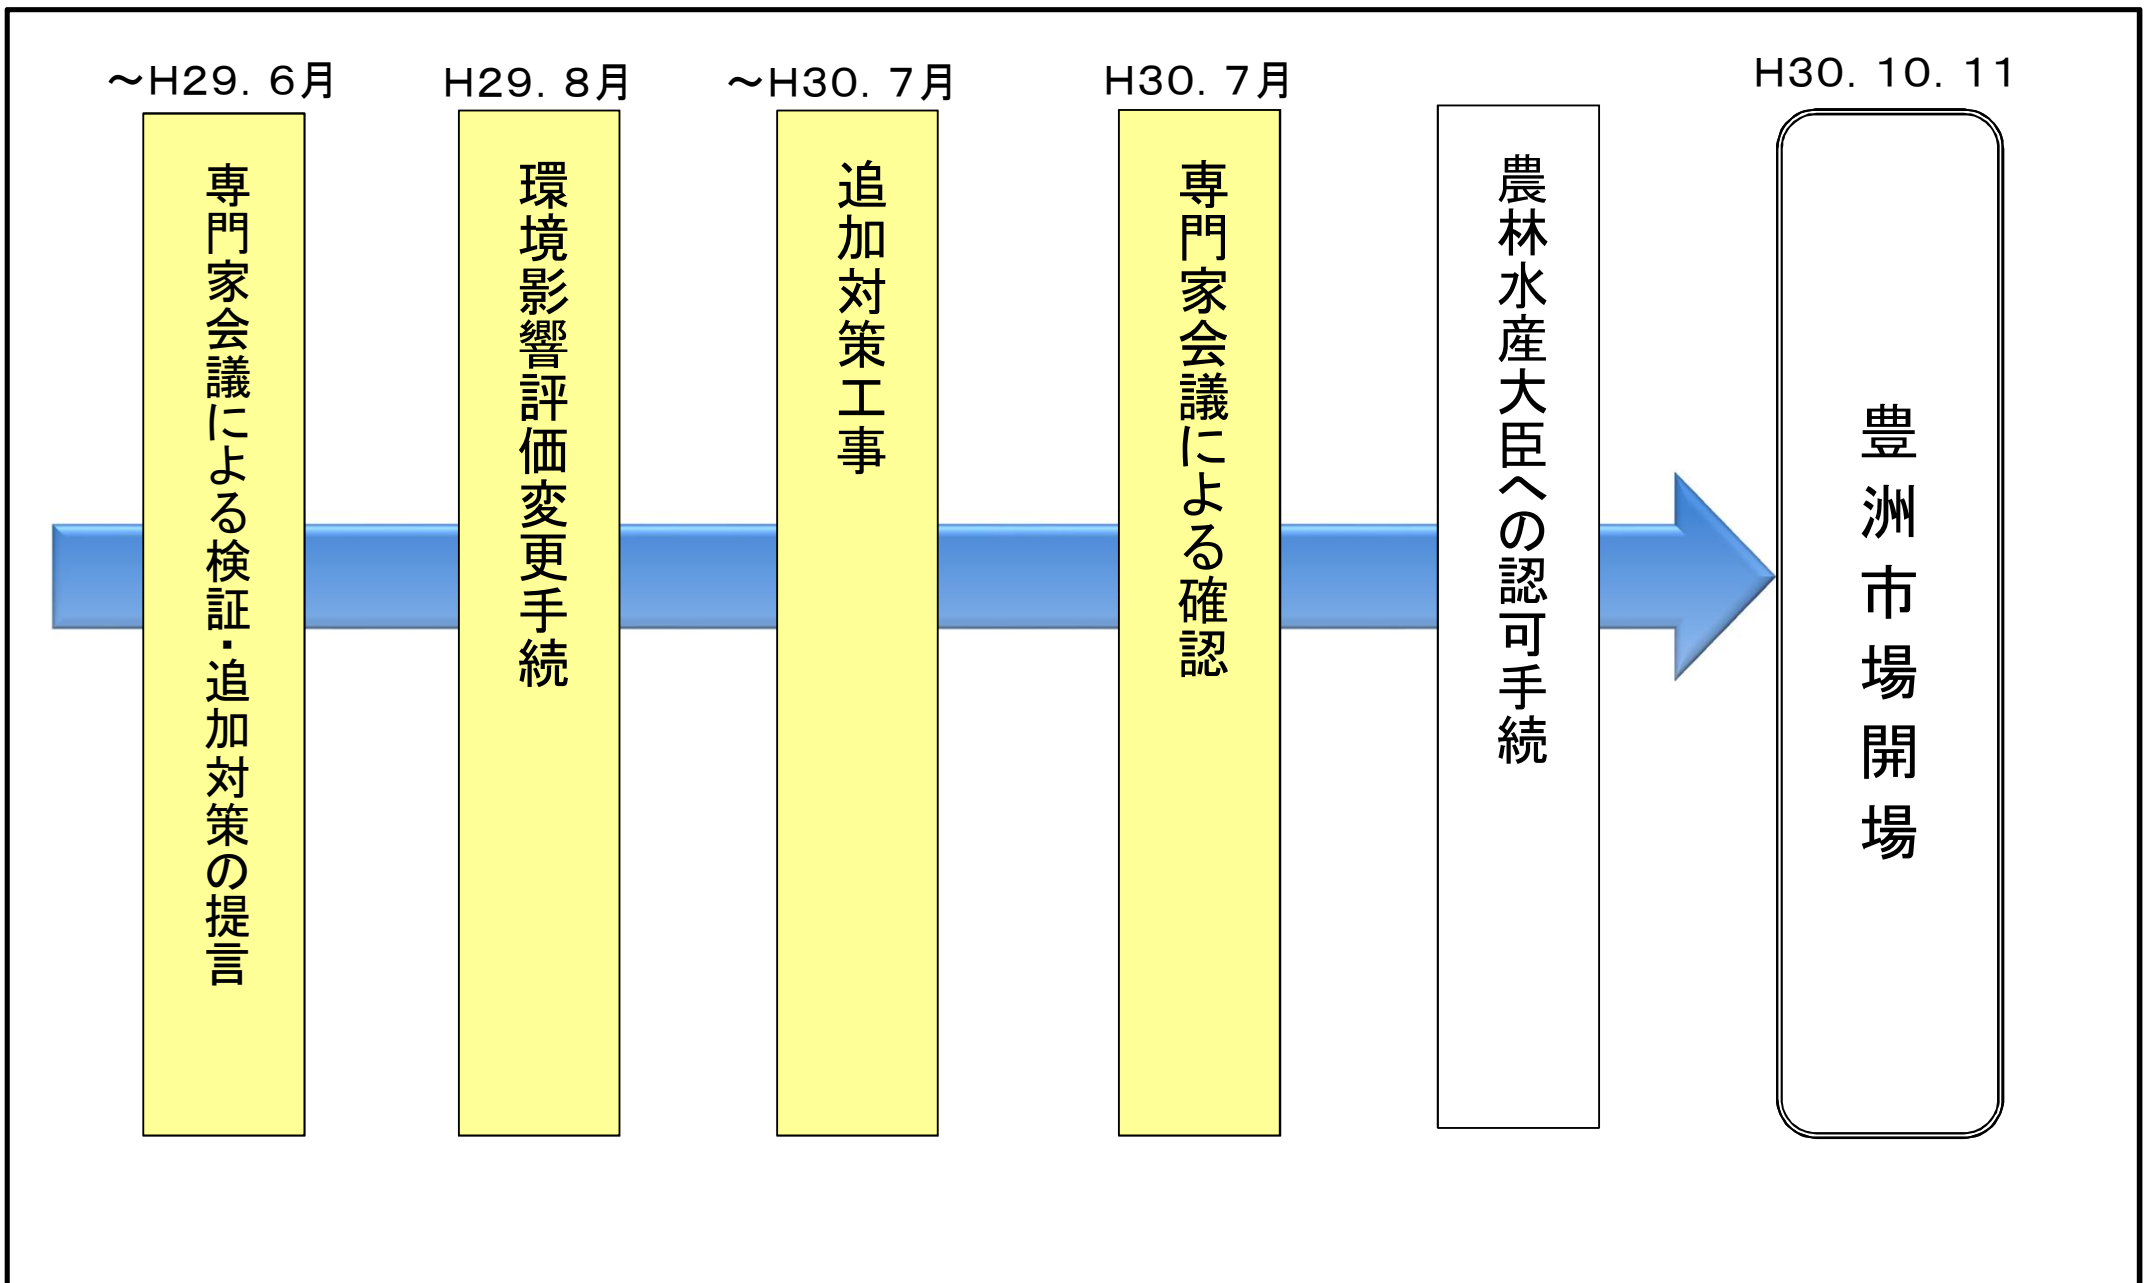 ～H29．6月
専門家会議による検証・追加対策の提言
H29．8月
環境影響評価変更手続
～H30．7月
追加対策工事
H30．7月
専門家会議による確認
農林水産大臣への認可手続
H30．10．11
豊洲市場開場